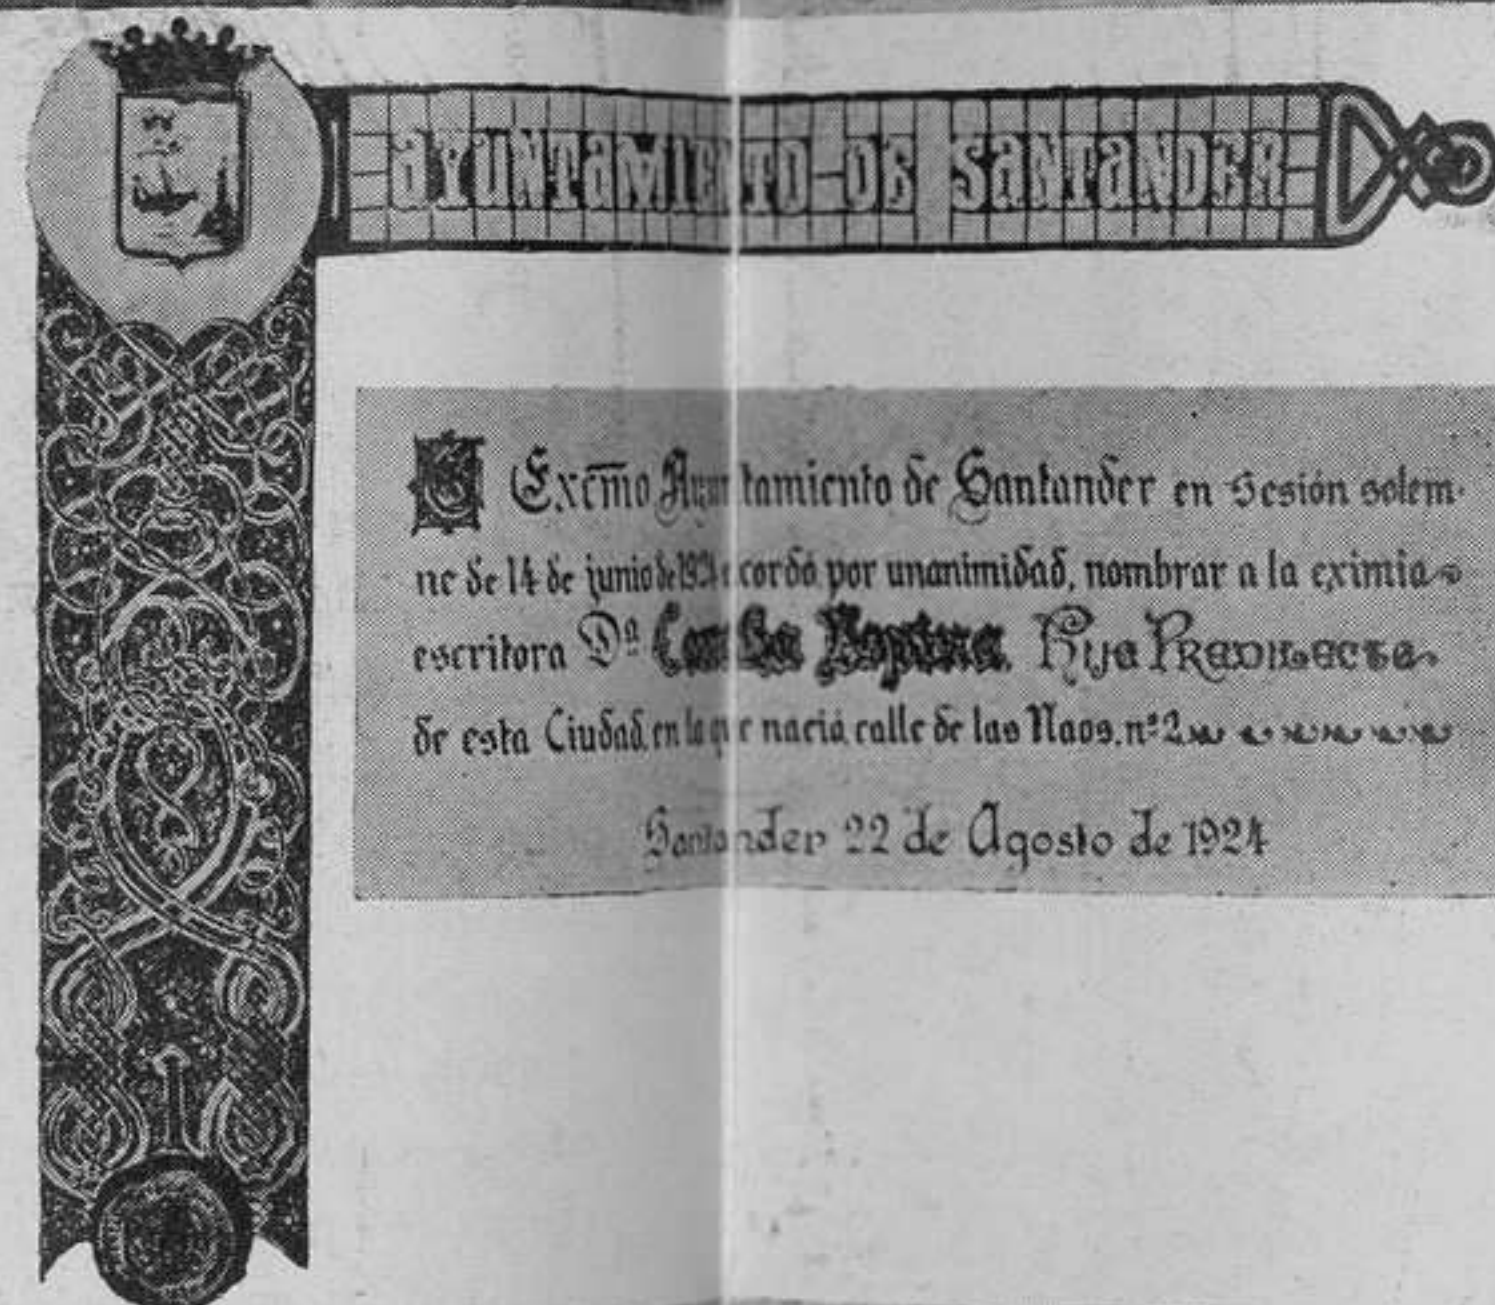 AYUNTAMIENTO DE SANTANDER
El Excm̄o Ayuntamiento de Santander en Sesión solem-
ne de 14 de junio de 1924 acordó por unanimidad, nombrar a la eximia
escritora Dª Concha Espina. Hija Predilecta
de esta Ciudad, en la que nació, calle de las Naos, nº 2
Santander 22 de Agosto de 1924